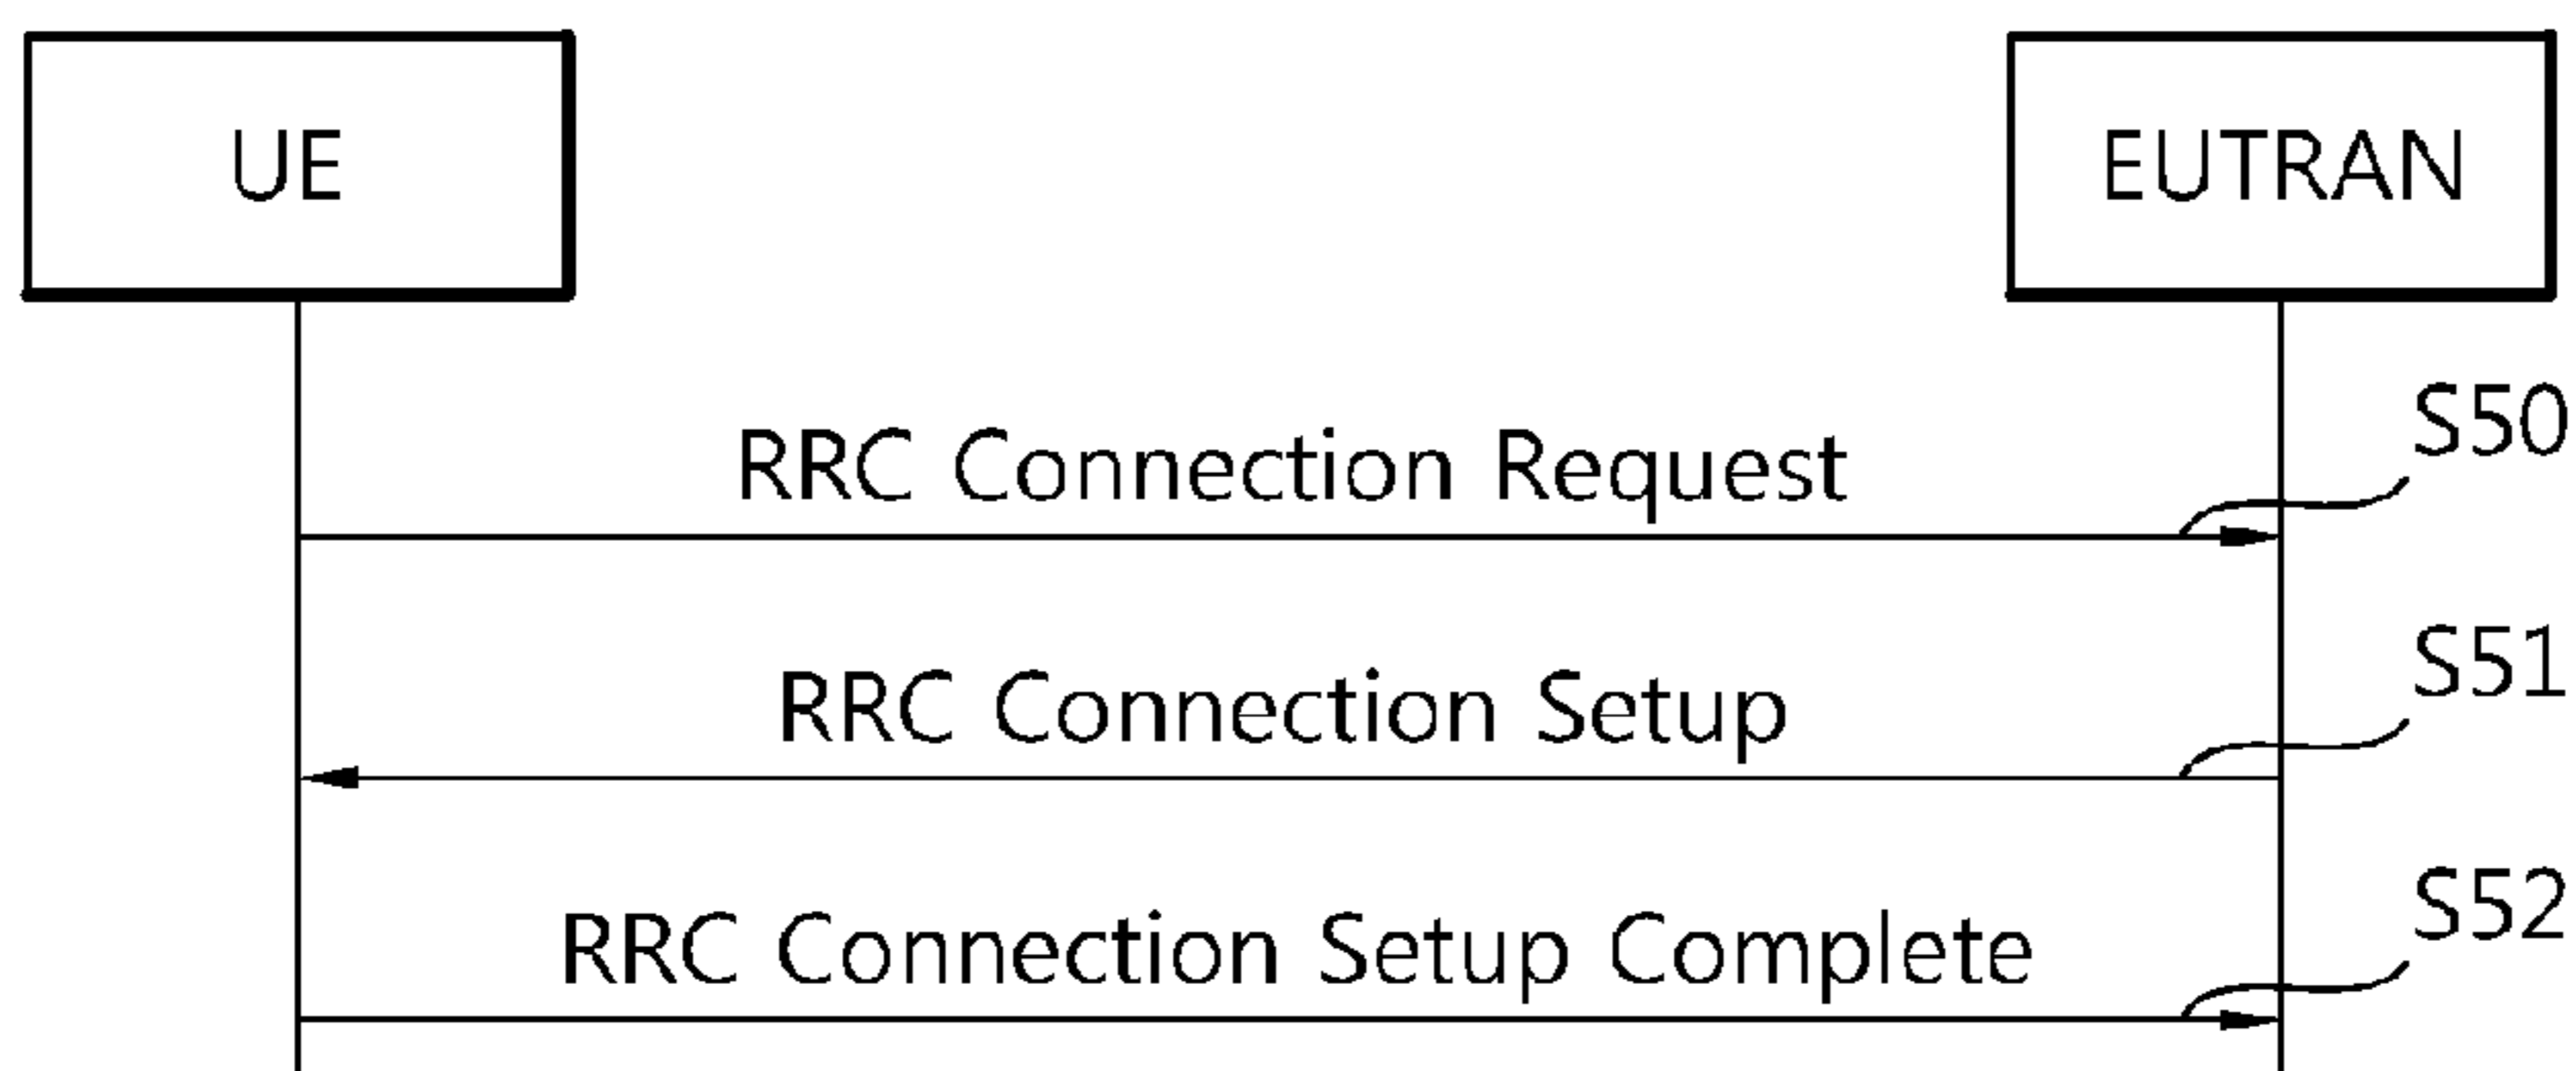 UE
EUTRAN
S50
RRC Connection Request
S51
RRC Connection Setup
S52
RRC Connection Setup Complete